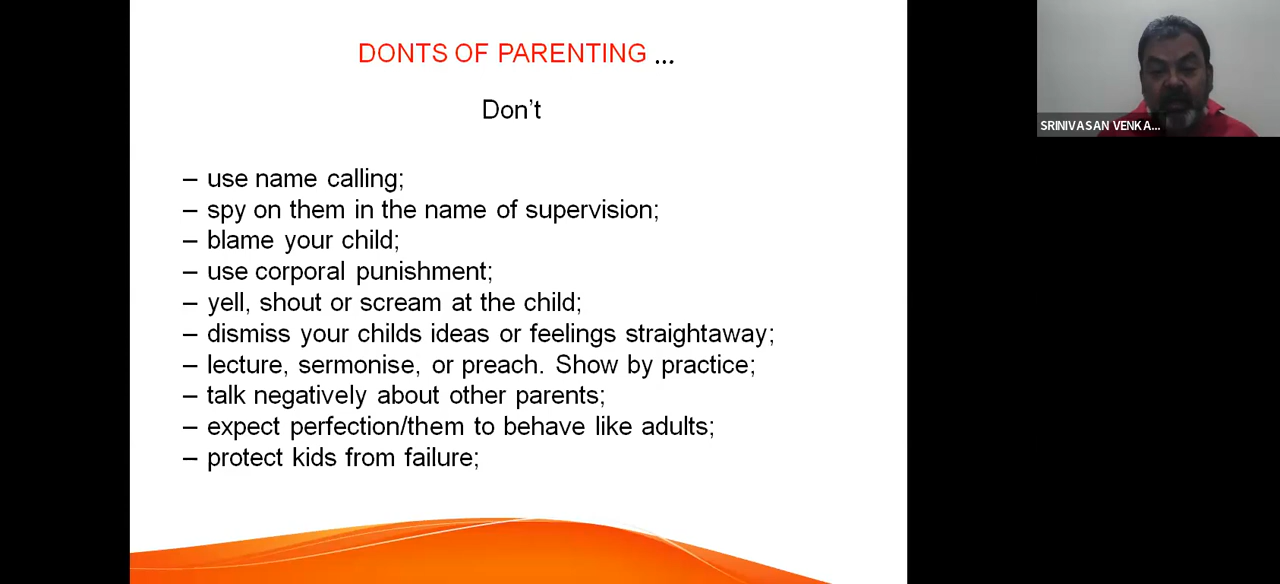 DONTS OF PARENTING ...
Don't
– use name calling;
– spy on them in the name of supervision;
– blame your child;
– use corporal punishment;
– yell, shout or scream at the child;
– dismiss your childs ideas or feelings straightaway;
– lecture, sermonise, or preach. Show by practice;
– talk negatively about other parents;
– expect perfection/them to behave like adults;
– protect kids from failure;
SRINIVASAN VENKA...